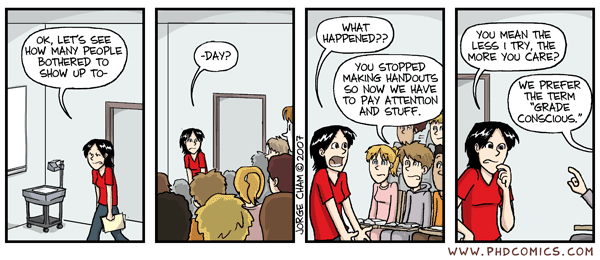 OK, LET'S SEE
HOW MANY PEOPLE
BOTHERED TO
SHOW UP TO-
-DAY?
WHAT
HAPPENED??
YOU STOPPED
MAKING HANDOUTS
SO NOW WE HAVE
TO PAY ATTENTION
AND STUFF.
YOU MEAN THE
LESS I TRY, THE
MORE YOU CARE?
WE PREFER
THE TERM
"GRADE
CONSCIOUS."
JORGE CHAM © 2007
WWW.PHDCOMICS.COM